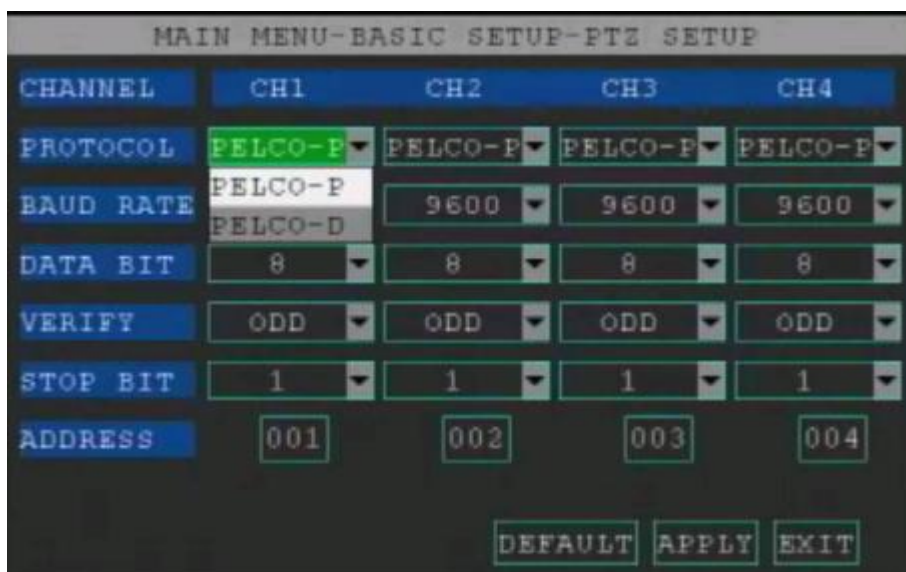 MAIN MENU-BASIC SETUP-PTZ SETUP
CHANNEL CH1 CH2 CH3 CH4
PROTOCOL PELCO-P PELCO-P PELCO-P PELCO-P
PELCO-P
BAUD RATE 9600 9600 9600
PELCO-D
DATA BIT 8 8 8 8
VERIFY ODD ODD ODD ODD
STOP BIT 1 1 1 1
ADDRESS 001 002 003 004
DEFAULT APPLY EXIT